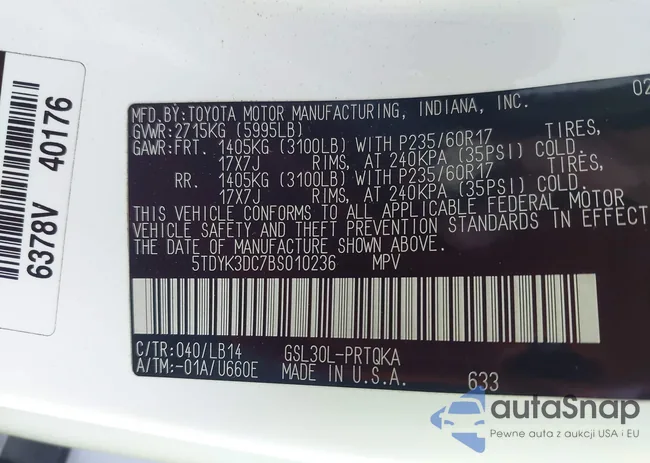 6378V 40176
02
MFD.BY:TOYOTA MOTOR MANUFACTURING, INDIANA, INC.
GVWR:2715KG (5995LB)
GAWR:FRT. 1405KG (3100LB) WITH P235/60R17 TIRES,
17X7J RIMS, AT 240KPA (35PSI) COLD.
RR. 1405KG (3100LB) WITH P235/60R17 TIRES,
17X7J RIMS, AT 240KPA (35PSI) COLD.
THIS VEHICLE CONFORMS TO ALL APPLICABLE FEDERAL MOTOR
VEHICLE SAFETY AND THEFT PREVENTION STANDARDS IN EFFECT
THE DATE OF MANUFACTURE SHOWN ABOVE.
5TDYK3DC7BS010236 MPV
C/TR:040/LB14 GSL30L-PRTQKA
A/TM:-01A/U660E MADE IN U.S.A. 633
autaSnap
Pewne auta z aukcji USA i EU